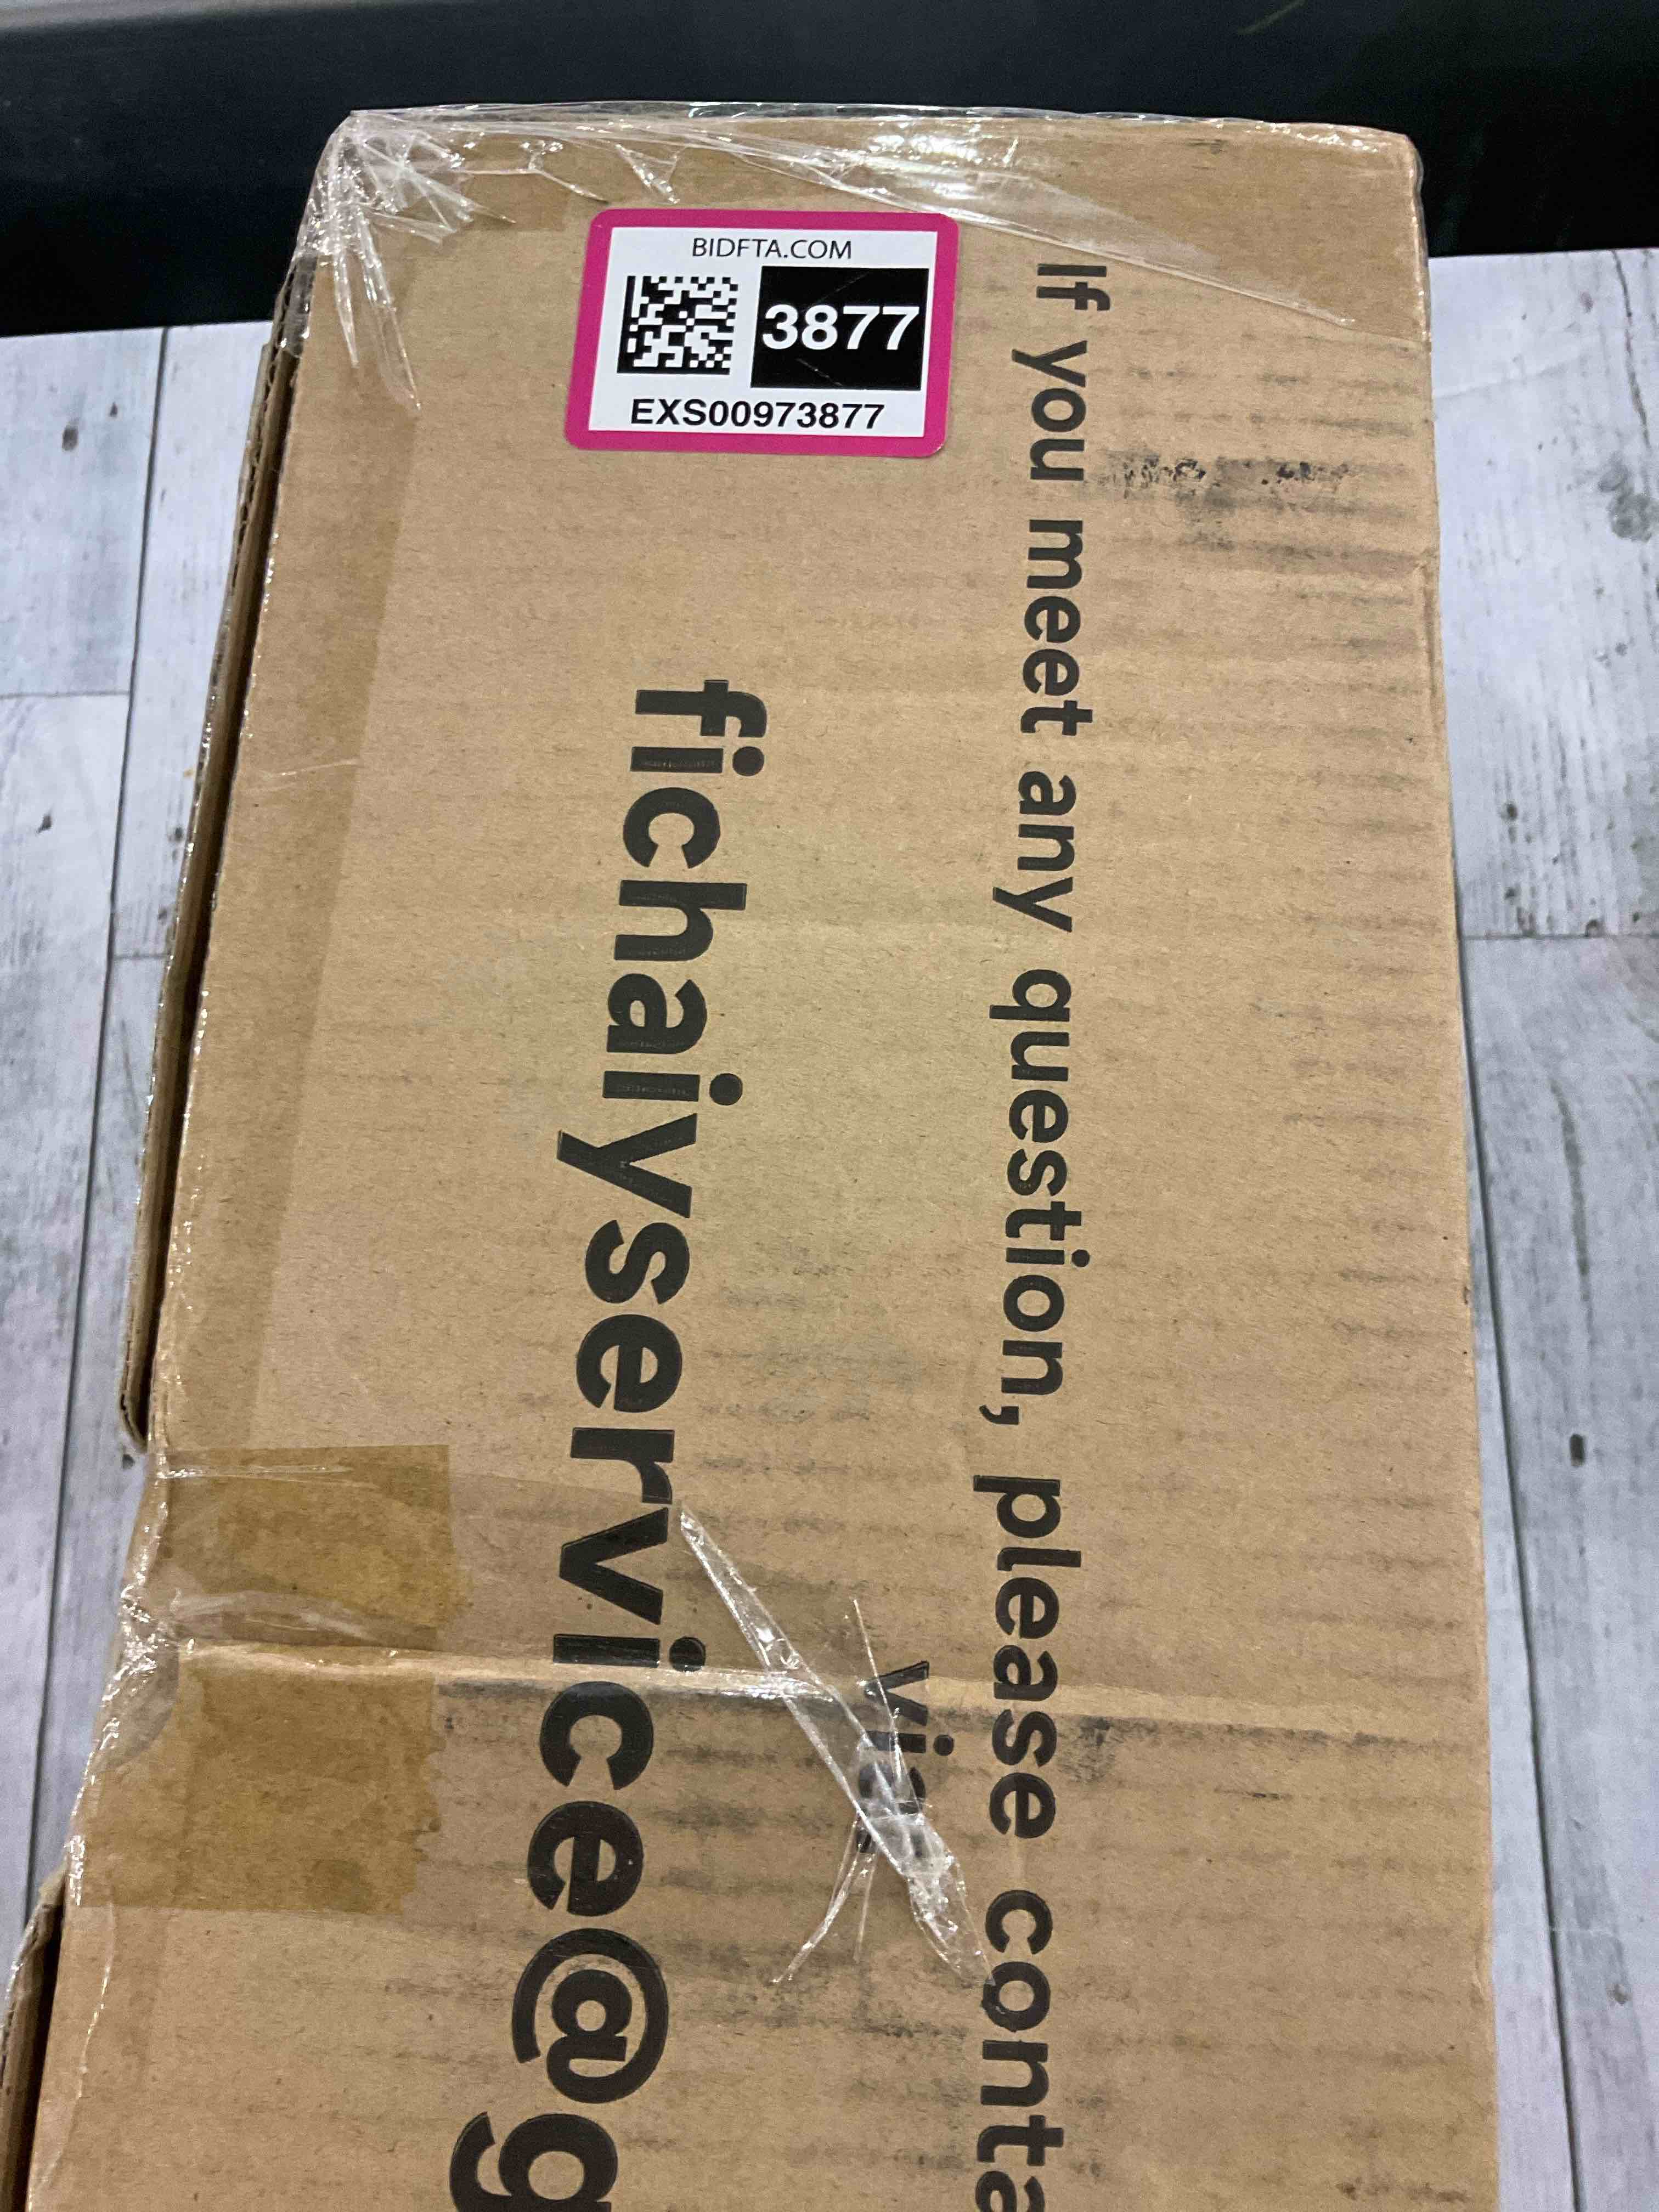 BIDFTA.COM
3877
EXS00973877
If you meet any question, please conta
via:
fichaiyservice@g